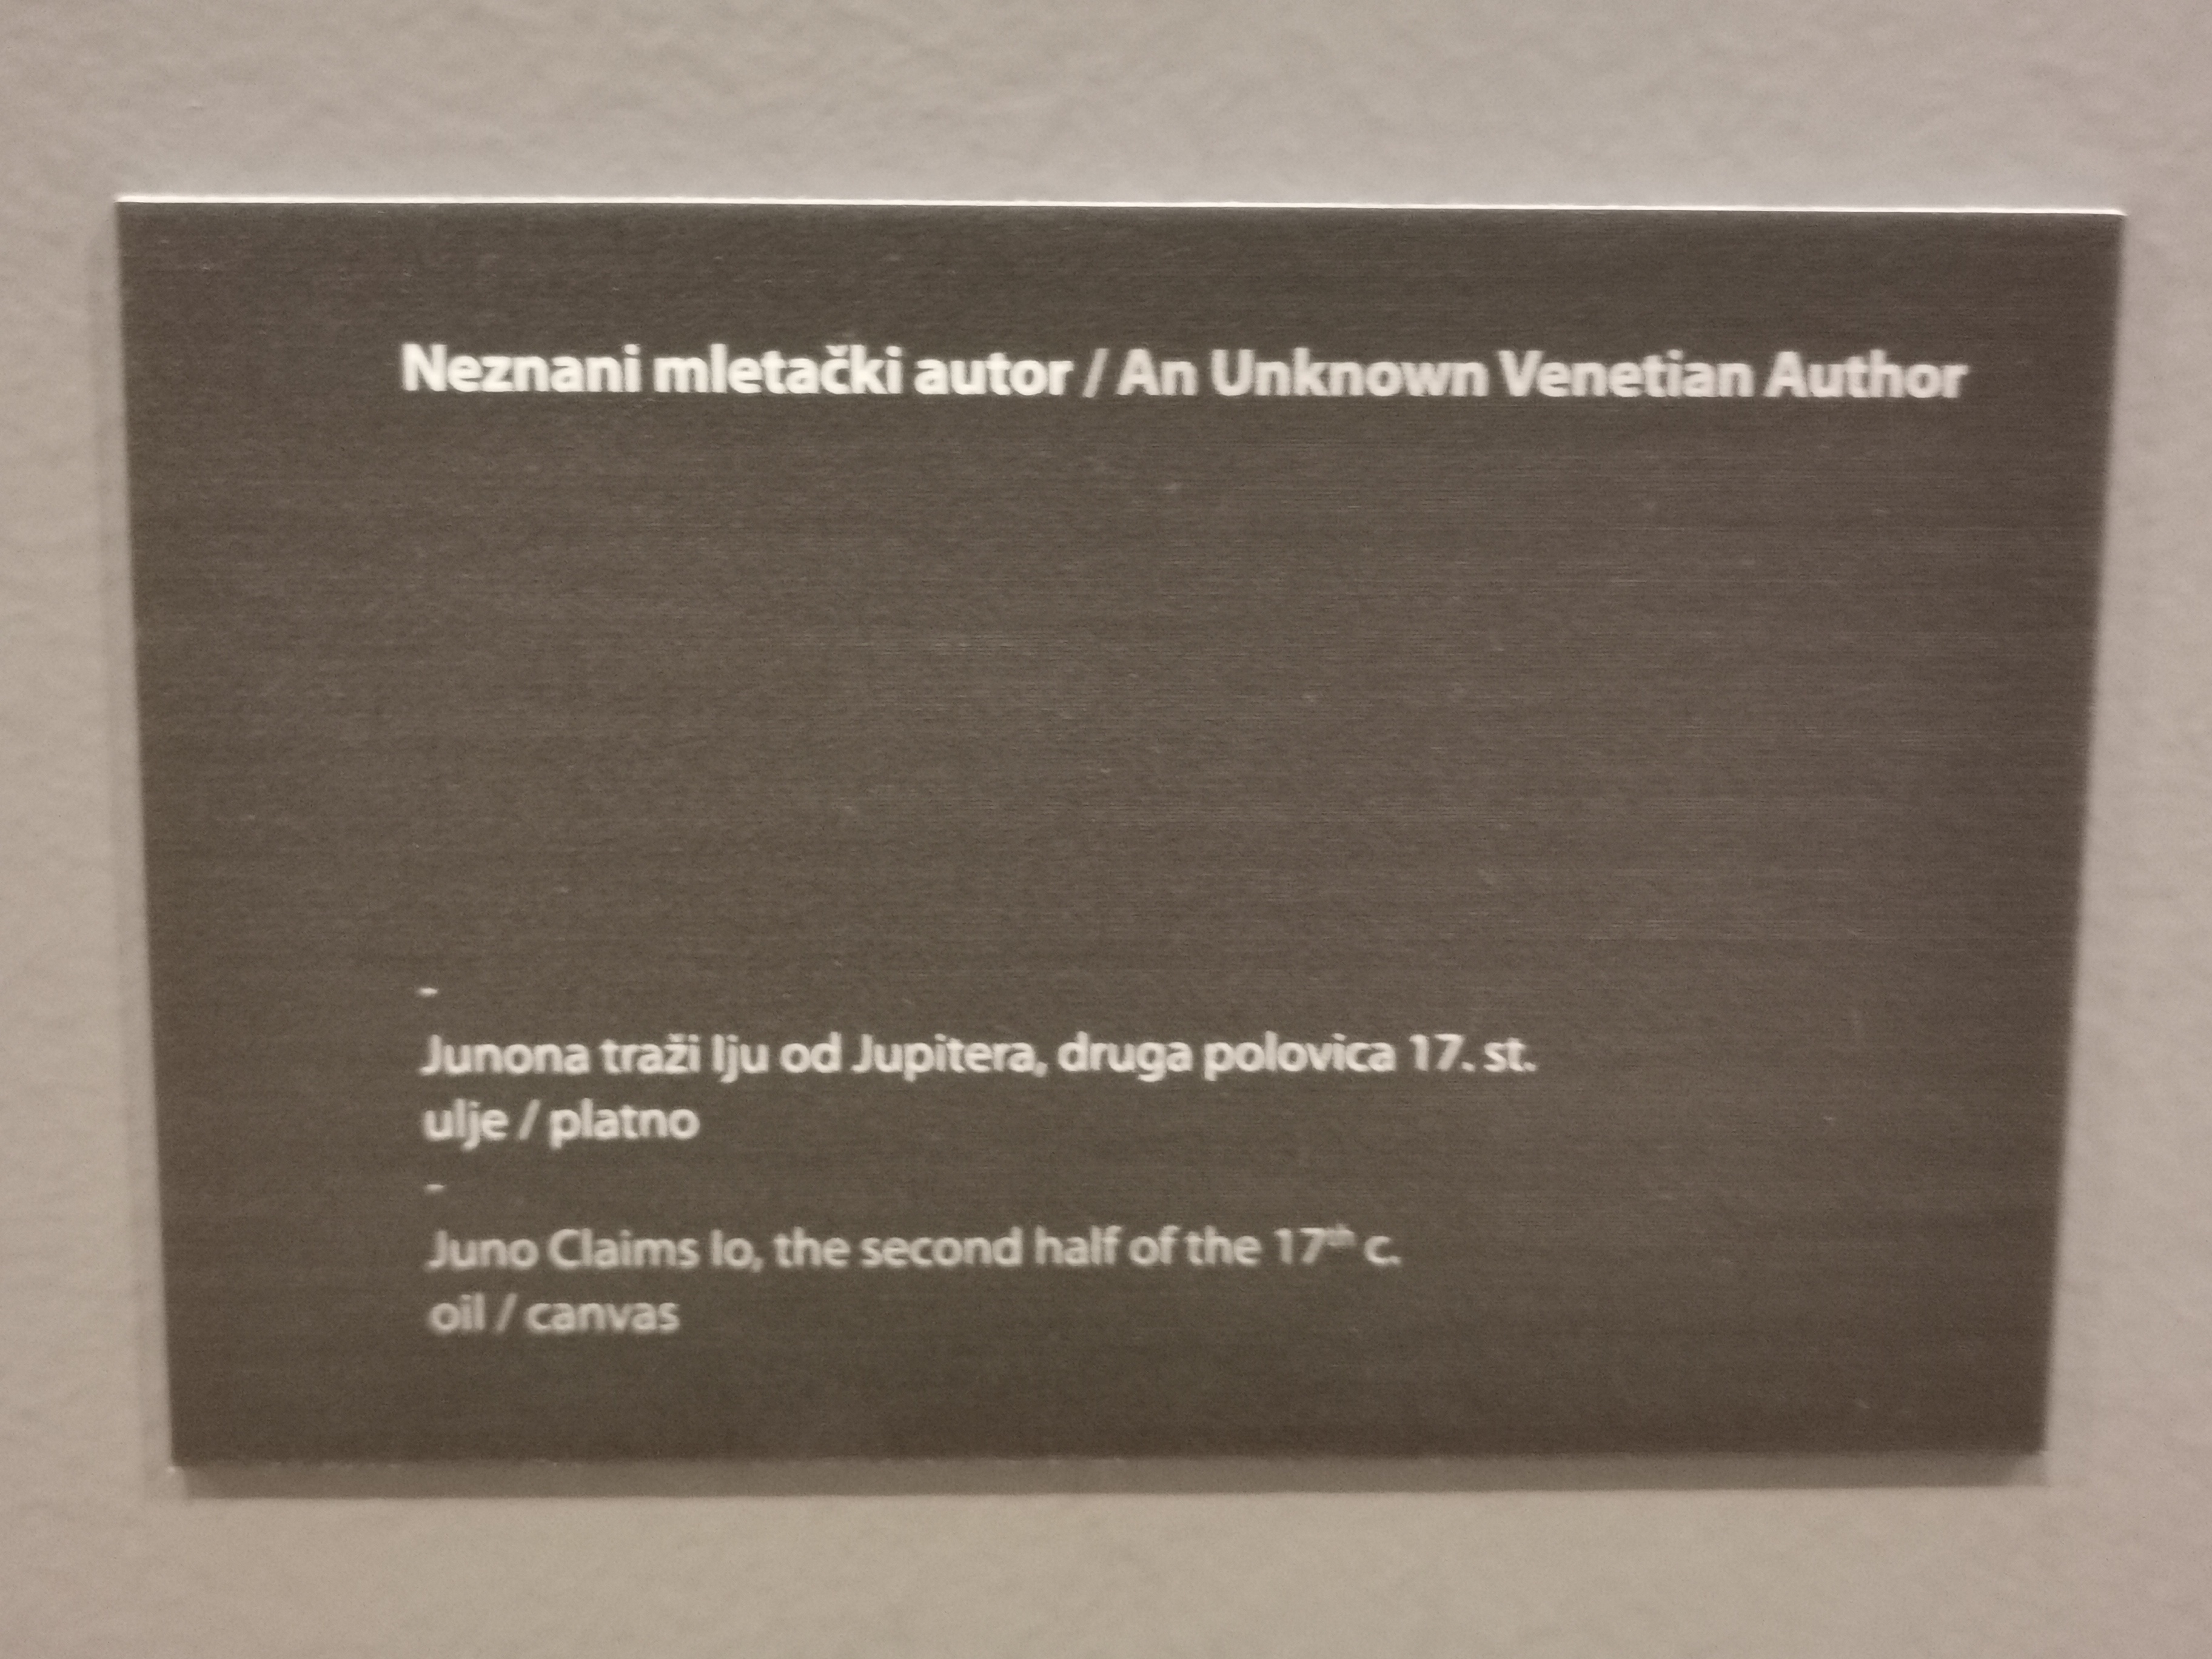 Neznani mletački autor / An Unknown Venetian Author
-
Junona traži Iju od Jupitera, druga polovica 17. st.
ulje / platno
-
Juno Claims Io, the second half of the 17th c.
oil / canvas